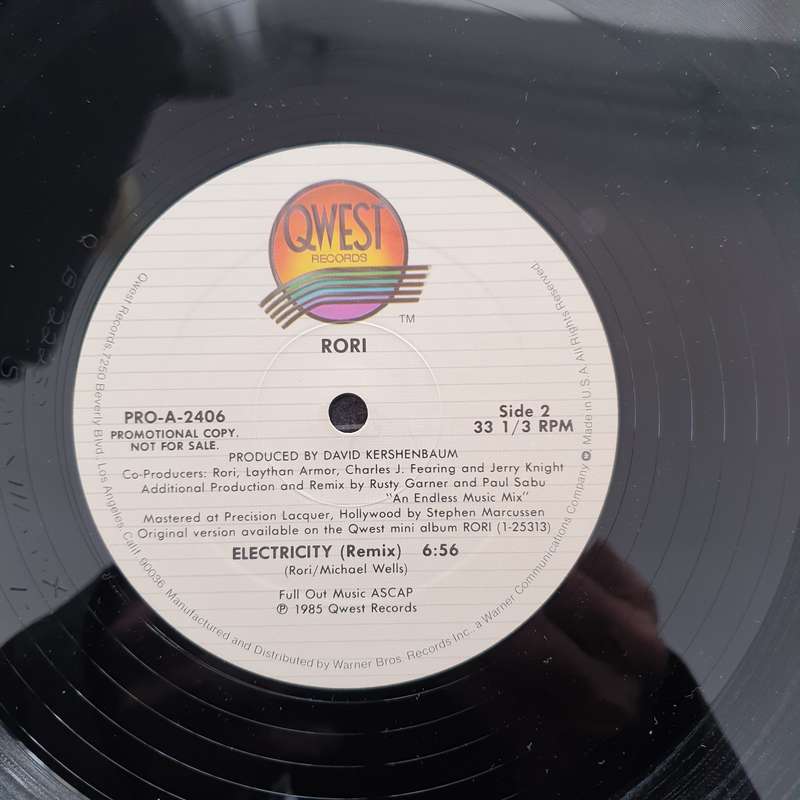 QWEST
RECORDS
TM
RORI
PRO-A-2406
PROMOTIONAL COPY.
NOT FOR SALE.
Side 2
33 1/3 RPM
PRODUCED BY DAVID KERSHENBAUM
Co-Producers: Rori, Laythan Armor, Charles J. Fearing and Jerry Knight
Additional Production and Remix by Rusty Garner and Paul Sabu
"An Endless Music Mix"
Mastered at Precision Lacquer, Hollywood by Stephen Marcussen
Original version available on the Qwest mini album RORI (1-25313)
ELECTRICITY (Remix) 6:56
(Rori/Michael Wells)
Full Out Music ASCAP
℗ 1985 Qwest Records
Qwest Records, 7250 Beverly Blvd. Los Angeles, Calif. 90036. Manufactured and Distributed by Warner Bros. Records Inc., a Warner Communications Company Made in U.S.A. All Rights Reserved.